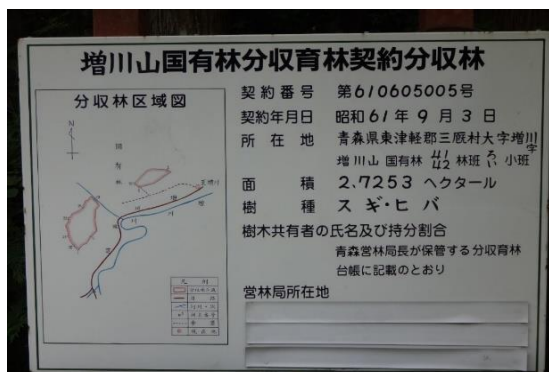 増川山国有林分収育林契約分収林
分収林区域図
契約番号 第610605005号
契約年月日 昭和61年9月3日
所在地 青森県東津軽郡三厩村大字増川字
増川山 国有林 41 42 林班 ろ い 小班
面積 2.7253 ヘクタール
樹種 スギ・ヒバ
樹木共有者の氏名及び持分割合
青森営林局長が保管する分収育林
台帳に記載のとおり
営林局所在地
凡例